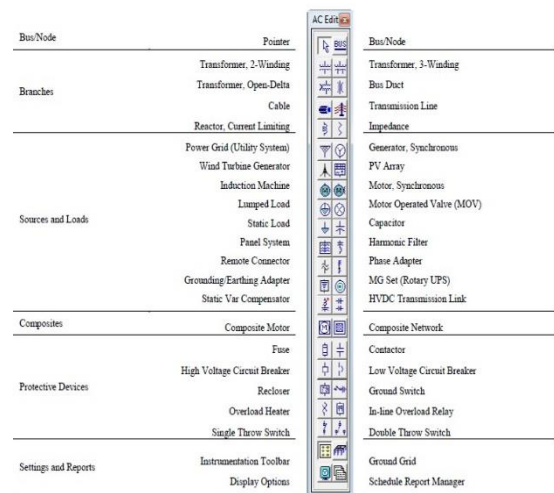 AC Edit
Bus/Node Pointer BUS Bus/Node
Transformer, 2-Winding Transformer, 3-Winding
Branches
Transformer, Open-Delta Bus Duct
Cable Transmission Line
Reactor, Current Limiting Impedance
Power Grid (Utility System) Generator, Synchronous
Wind Turbine Generator PV Array
Induction Machine Motor, Synchronous
Lumped Load Motor Operated Valve (MOV)
Sources and Loads
Static Load Capacitor
Panel System Harmonic Filter
Remote Connector Phase Adapter
Grounding/Earthing Adapter MG Set (Rotary UPS)
Static Var Compensator HVDC Transmission Link
Composites
Composite Motor Composite Network
Fuse Contactor
High Voltage Circuit Breaker Low Voltage Circuit Breaker
Protective Devices
Recloser Ground Switch
Overload Heater In-line Overload Relay
Single Throw Switch Double Throw Switch
Settings and Reports
Instrumentation Toolbar Ground Grid
Display Options Schedule Report Manager